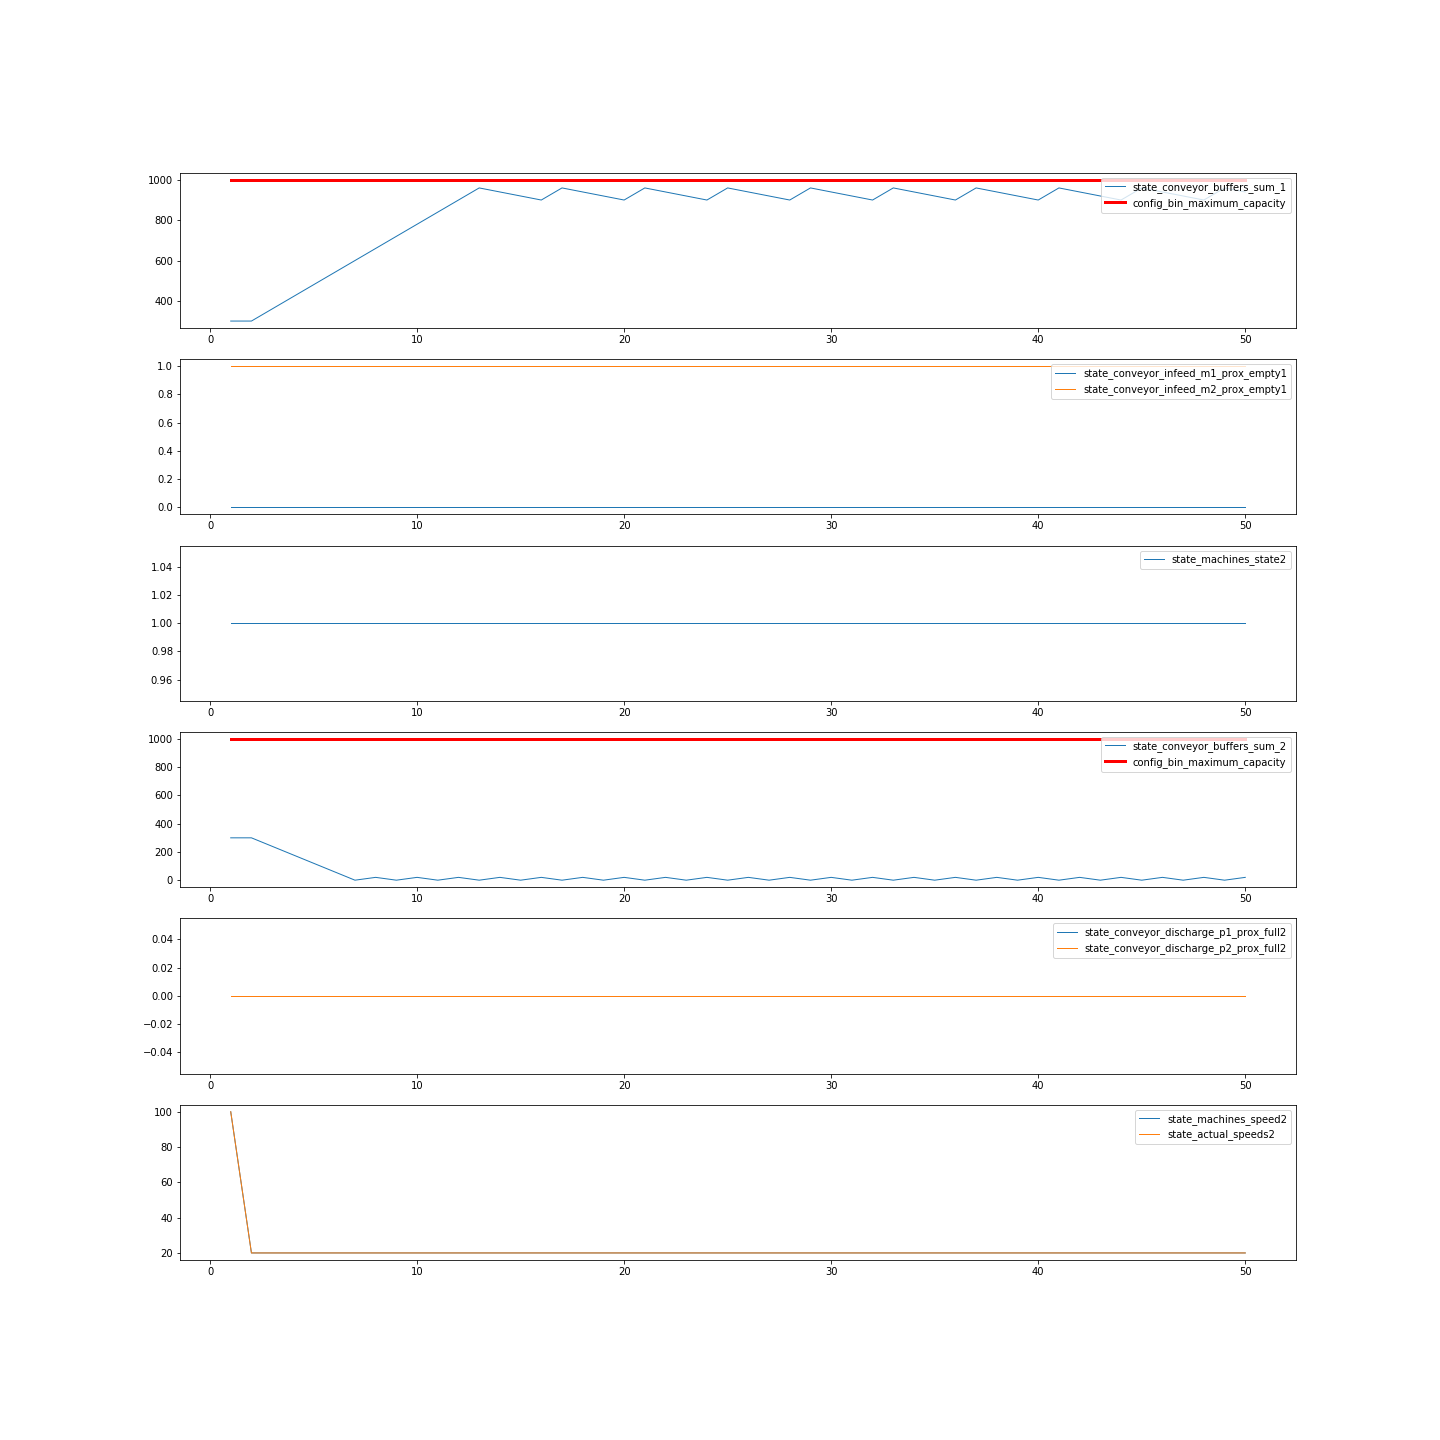 1000
800
600
400
state_conveyor_buffers_sum_1
config_bin_maximum_capacity
0 10 20 30 40 50
1.0
0.8
0.6
0.4
0.2
0.0
state_conveyor_infeed_m1_prox_empty1
state_conveyor_infeed_m2_prox_empty1
0 10 20 30 40 50
1.04
1.02
1.00
0.98
0.96
state_machines_state2
0 10 20 30 40 50
1000
800
600
400
200
0
state_conveyor_buffers_sum_2
config_bin_maximum_capacity
0 10 20 30 40 50
0.04
0.02
0.00
−0.02
−0.04
state_conveyor_discharge_p1_prox_full2
state_conveyor_discharge_p2_prox_full2
0 10 20 30 40 50
100
80
60
40
20
state_machines_speed2
state_actual_speeds2
0 10 20 30 40 50